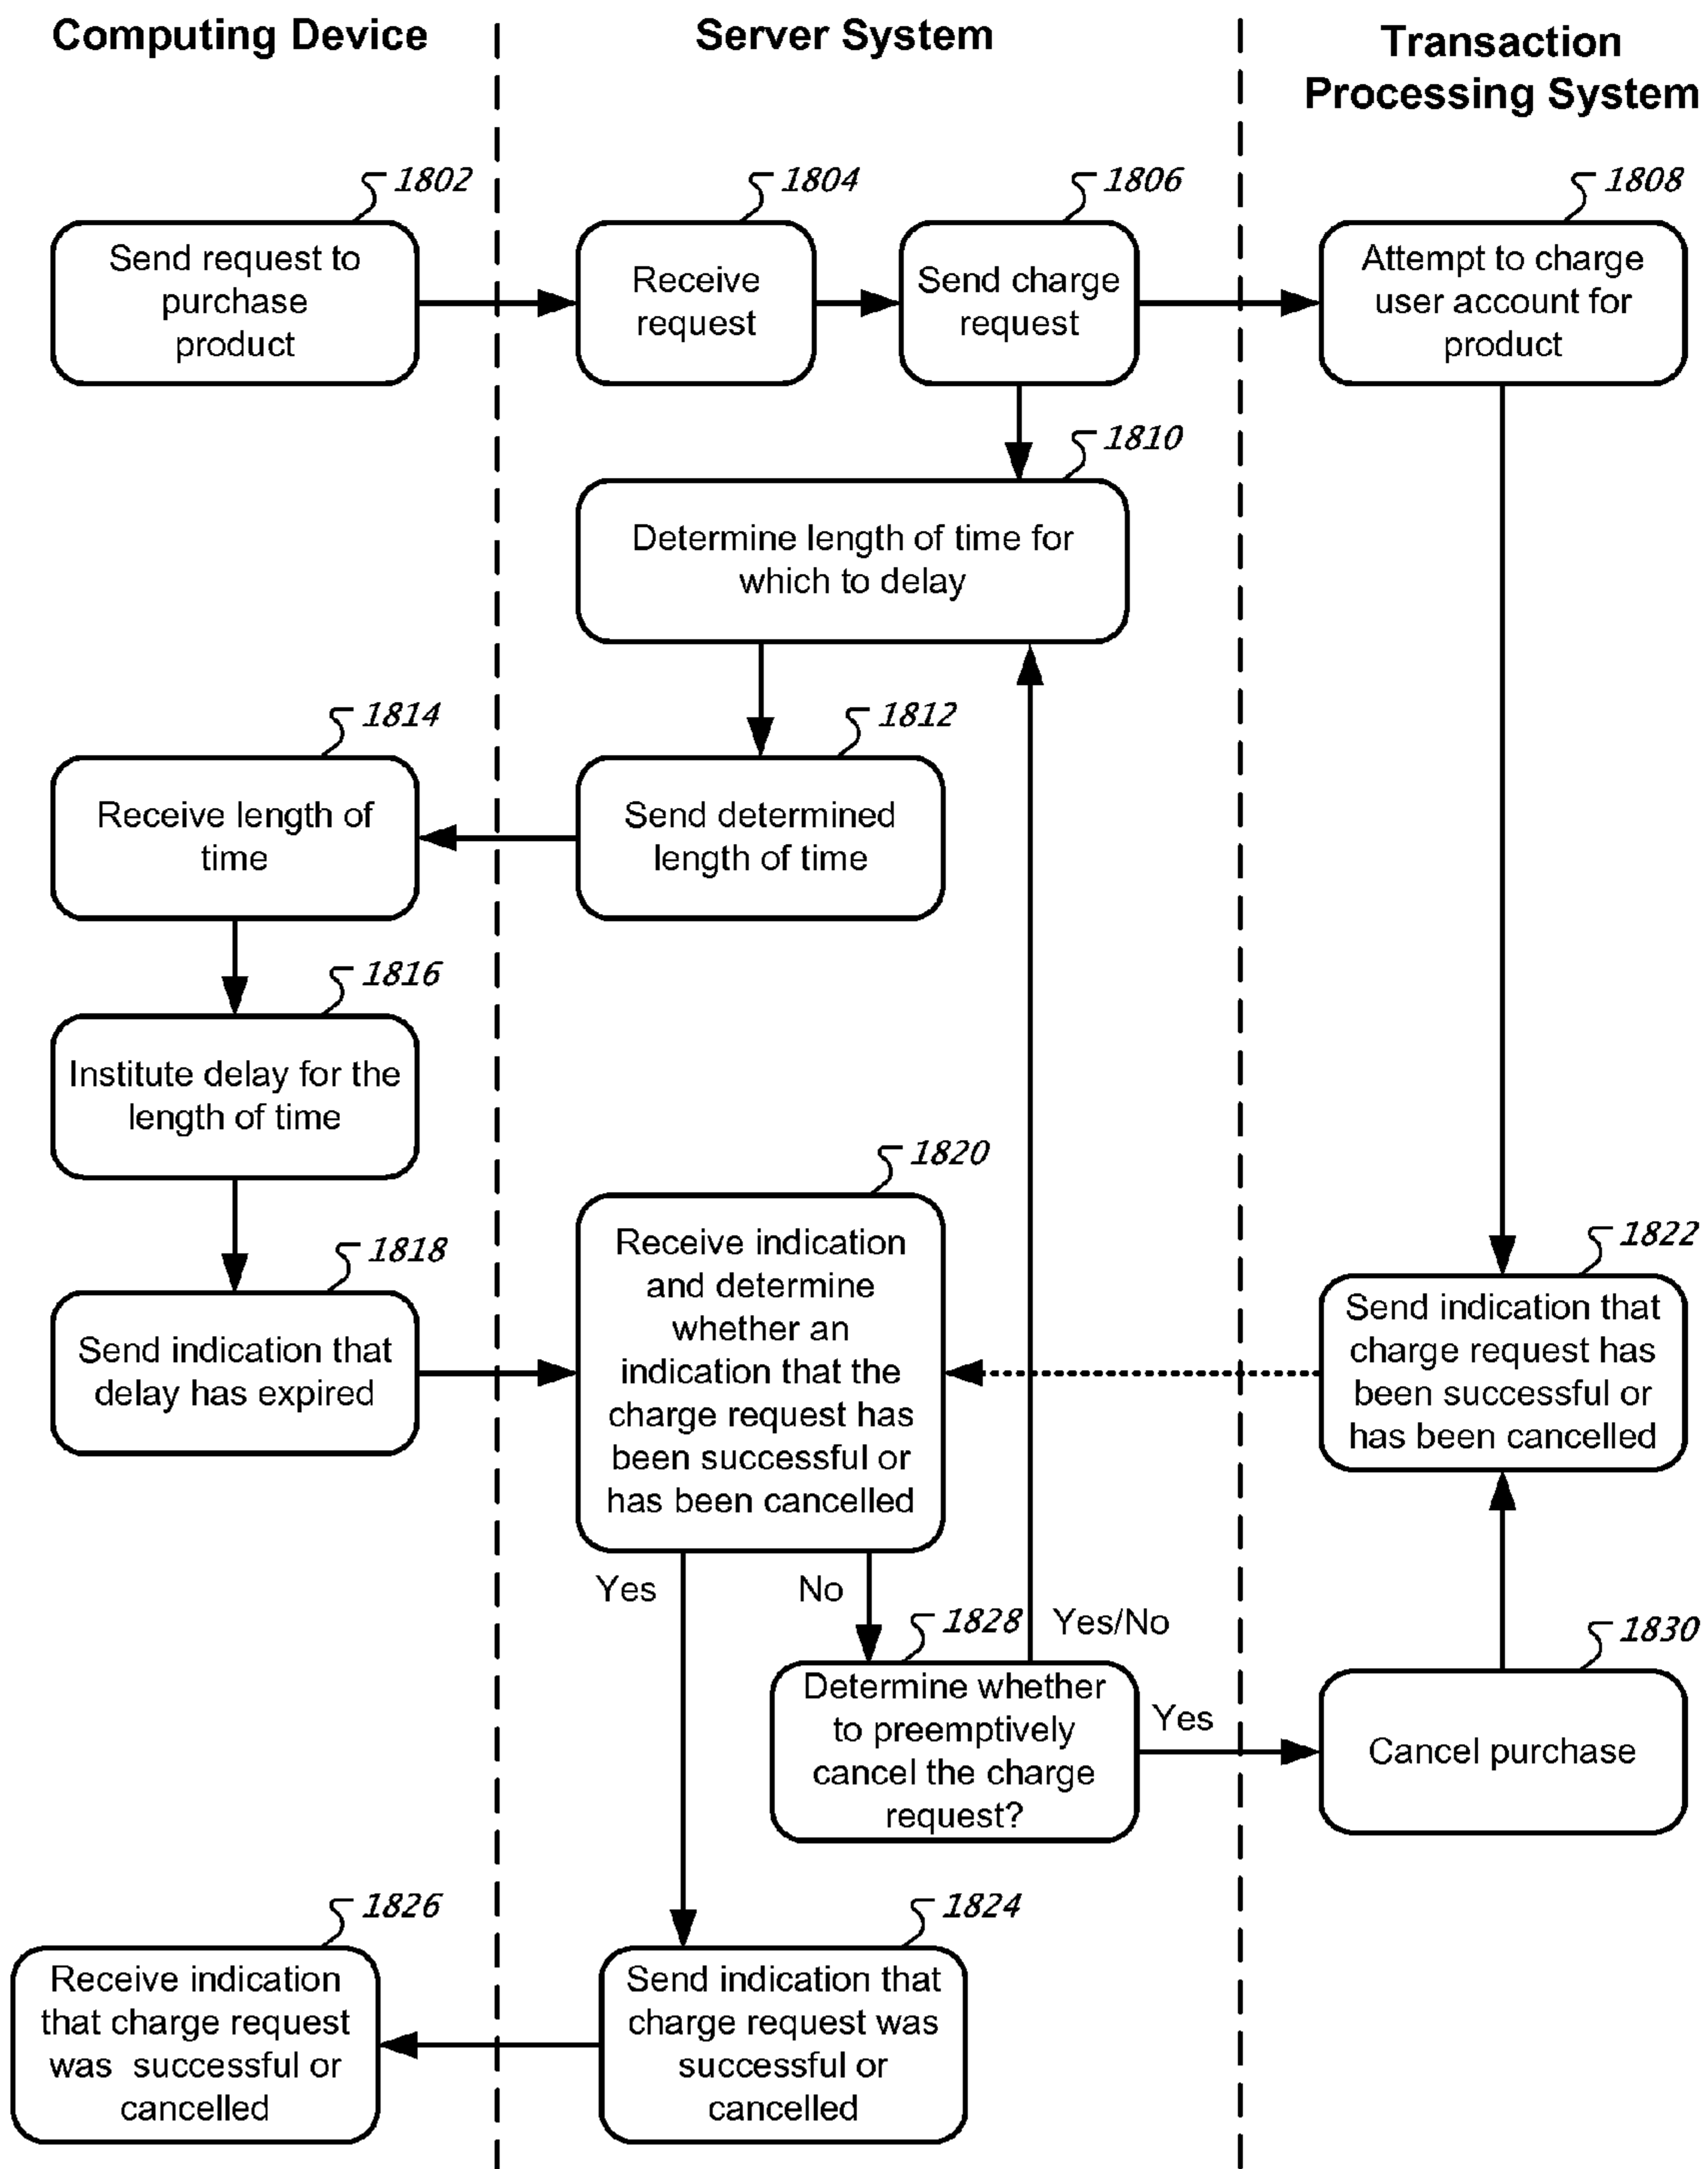 Computing Device
Server System
Transaction
Processing System
1802
1804
1806
1808
Send request to
purchase
product
Receive
request
Send charge
request
Attempt to charge
user account for
product
1810
Determine length of time for
which to delay
1814
1812
Receive length of
time
Send determined
length of time
1816
Institute delay for the
length of time
1820
1818
1822
Send indication that
delay has expired
Receive indication
and determine
whether an
indication that the
charge request has
been successful or
has been cancelled
Send indication that
charge request has
been successful or
has been cancelled
Yes
No
1828
Yes/No
1830
Determine whether
to preemptively
cancel the charge
request?
Yes
Cancel purchase
1826
1824
Receive indication
that charge request
was successful or
cancelled
Send indication that
charge request was
successful or
cancelled